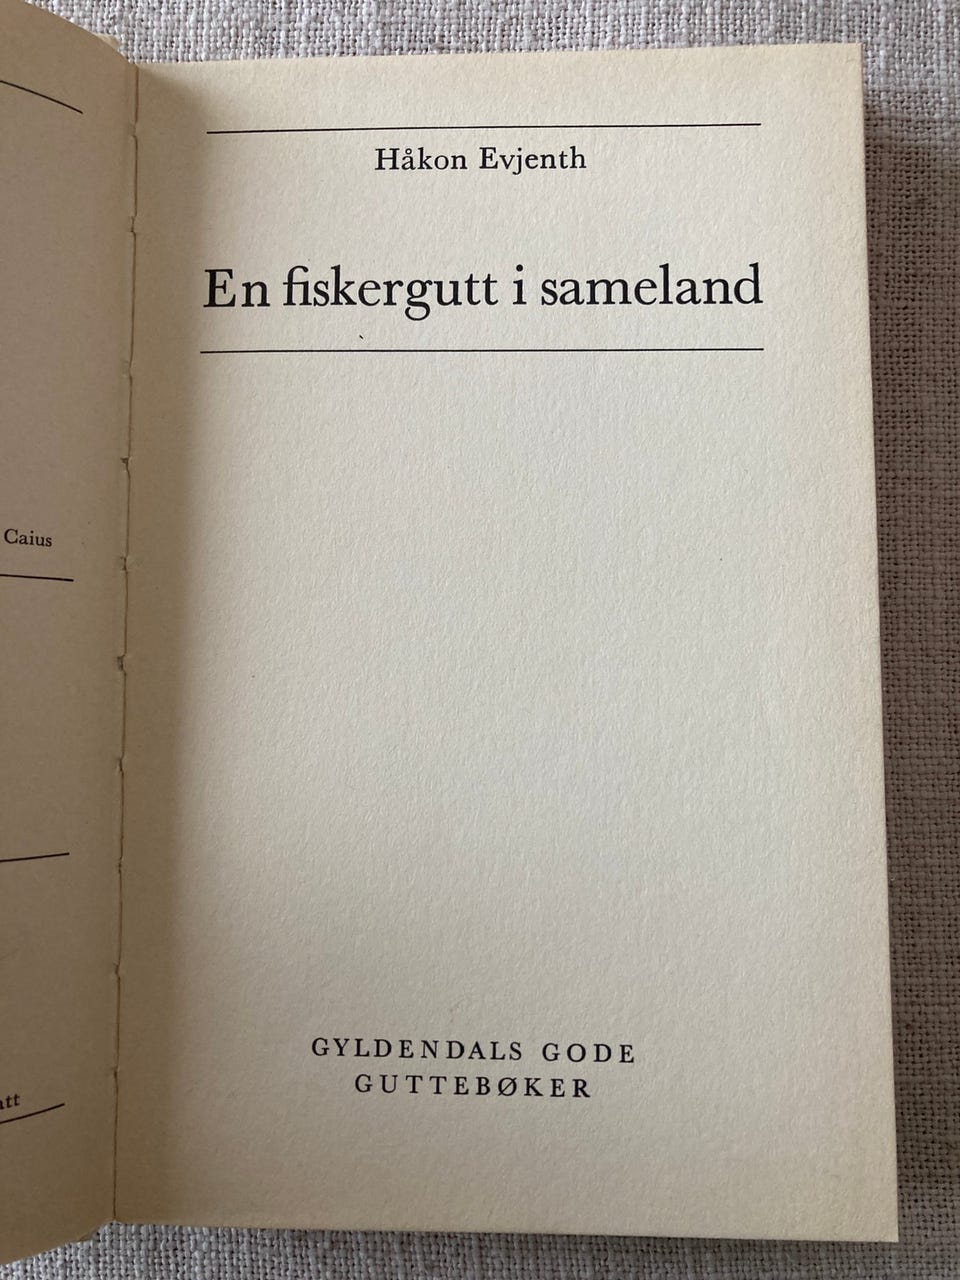 Håkon Evjenth
En fiskergutt i sameland
Caius
GYLDENDALS GODE
GUTTEBØKER